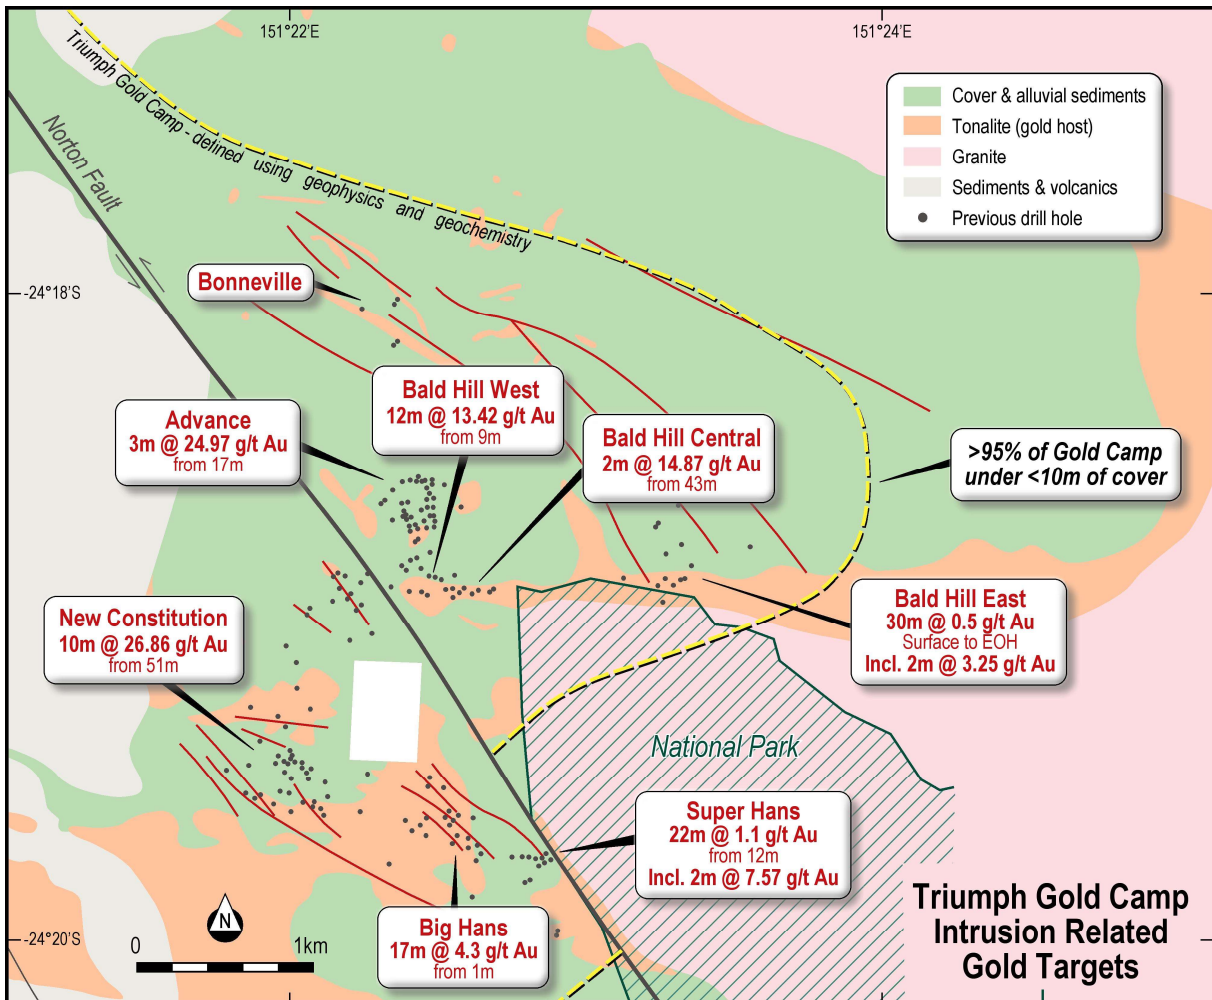 151°22'E
151°24'E
Triumph Gold Camp - defined using geophysics and geochemistry
Norton Fault
Cover & alluvial sediments
Tonalite (gold host)
Granite
Sediments & volcanics
Previous drill hole
-24°18'S
Bonneville
Bald Hill West
12m @ 13.42 g/t Au
from 9m
Advance
3m @ 24.97 g/t Au
from 17m
Bald Hill Central
2m @ 14.87 g/t Au
from 43m
>95% of Gold Camp
under <10m of cover
New Constitution
10m @ 26.86 g/t Au
from 51m
Bald Hill East
30m @ 0.5 g/t Au
Surface to EOH
Incl. 2m @ 3.25 g/t Au
National Park
Super Hans
22m @ 1.1 g/t Au
from 12m
Incl. 2m @ 7.57 g/t Au
Big Hans
17m @ 4.3 g/t Au
from 1m
-24°20'S
N
0 1km
Triumph Gold Camp
Intrusion Related
Gold Targets